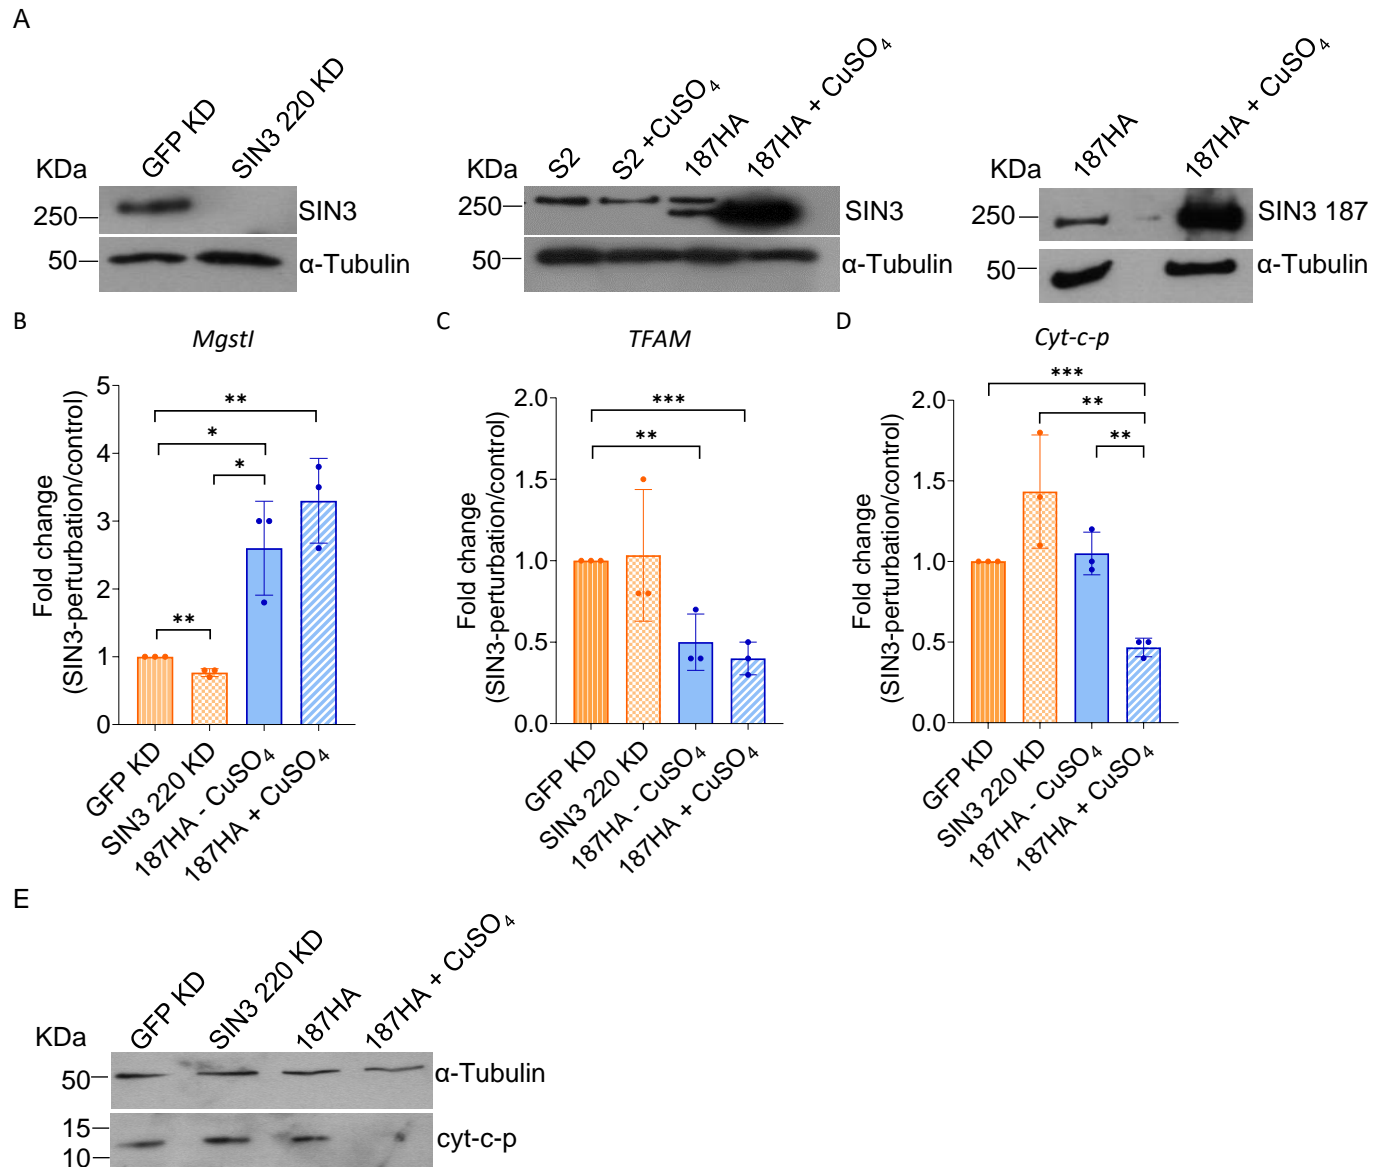 A
GFP KD
SIN3 220 KD
KDa
250
SIN3
50
α-Tubulin
S2
S2 +CuSO₄
187HA
187HA + CuSO₄
KDa
250
SIN3
50
α-Tubulin
187HA
187HA + CuSO₄
KDa
250
SIN3 187
50
α-Tubulin
B
MgstI
Fold change
(SIN3-perturbation/control)
5
4
3
2
1
0
**
*
*
**
GFP KD
SIN3 220 KD
187HA - CuSO₄
187HA + CuSO₄
C
TFAM
Fold change
(SIN3-perturbation/control)
2.0
1.5
1.0
0.5
0.0
***
**
GFP KD
SIN3 220 KD
187HA - CuSO₄
187HA + CuSO₄
D
Cyt-c-p
Fold change
(SIN3-perturbation/control)
2.0
1.5
1.0
0.5
0.0
***
**
**
GFP KD
SIN3 220 KD
187HA - CuSO₄
187HA + CuSO₄
E
GFP KD
SIN3 220 KD
187HA
187HA + CuSO₄
KDa
50
α-Tubulin
15
10
cyt-c-p